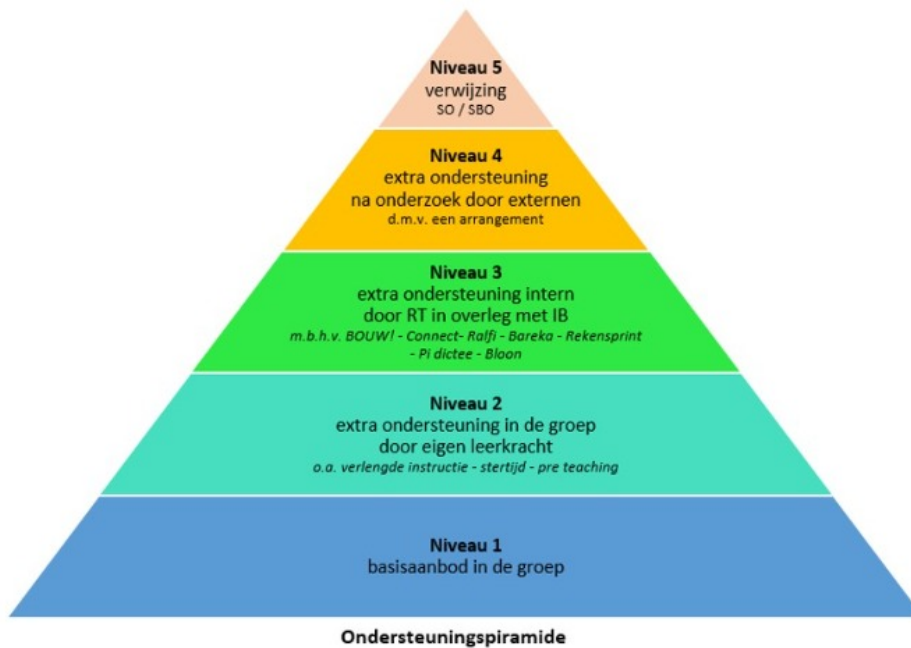 Niveau 5
verwijzing
SO / SBO
Niveau 4
extra ondersteuning
na onderzoek door externen
d.m.v. een arrangement
Niveau 3
extra ondersteuning intern
door RT in overleg met IB
m.b.h.v. BOUW! - Connect- Ralfi - Bareka - Rekensprint
- Pi dictee - Bloon
Niveau 2
extra ondersteuning in de groep
door eigen leerkracht
o.a. verlengde instructie - stertijd - pre teaching
Niveau 1
basisaanbod in de groep
Ondersteuningspiramide